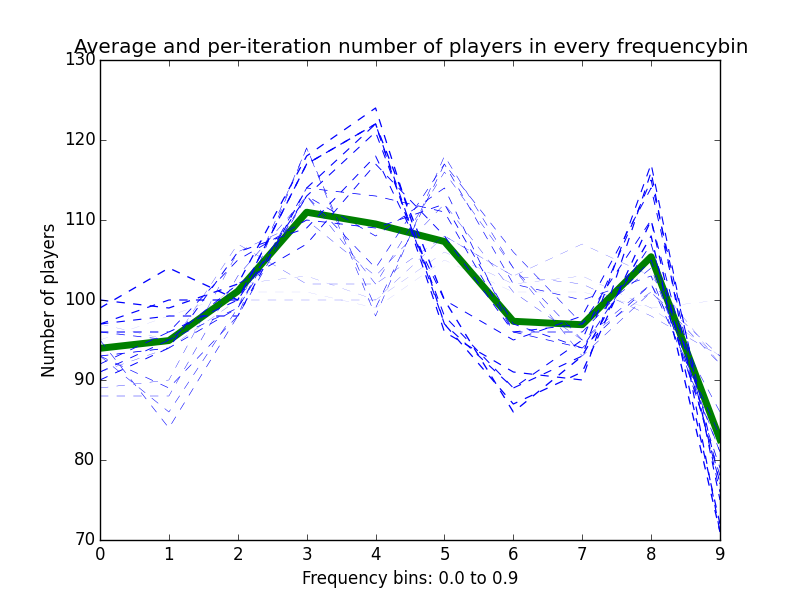 Average and per-iteration number of players in every frequencybin
130
120
110
100
90
80
70
Number of players
0 1 2 3 4 5 6 7 8 9
Frequency bins: 0.0 to 0.9